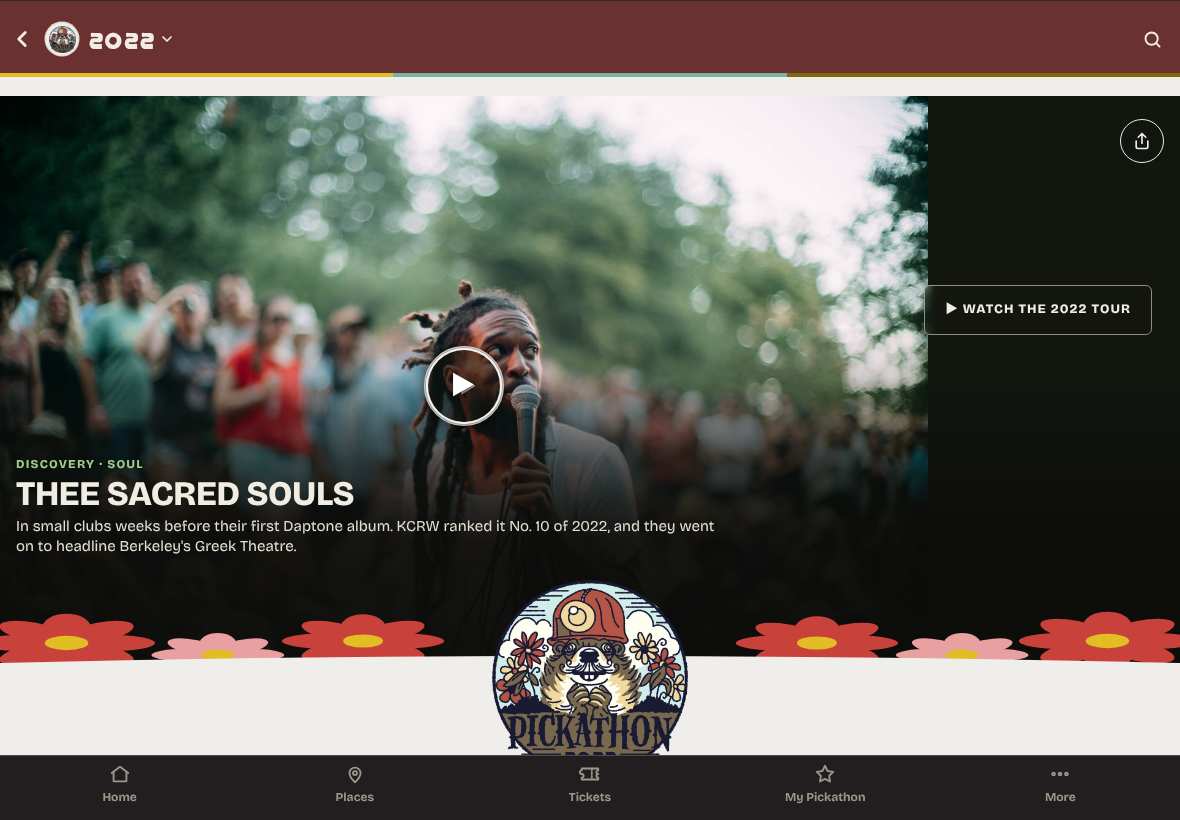 2022
WATCH THE 2022 TOUR
DISCOVERY · SOUL
THEE SACRED SOULS
In small clubs weeks before their first Daptone album. KCRW ranked it No. 10 of 2022, and they went
on to headline Berkeley's Greek Theatre.
PICKATHON
Home
Places
Tickets
My Pickathon
More